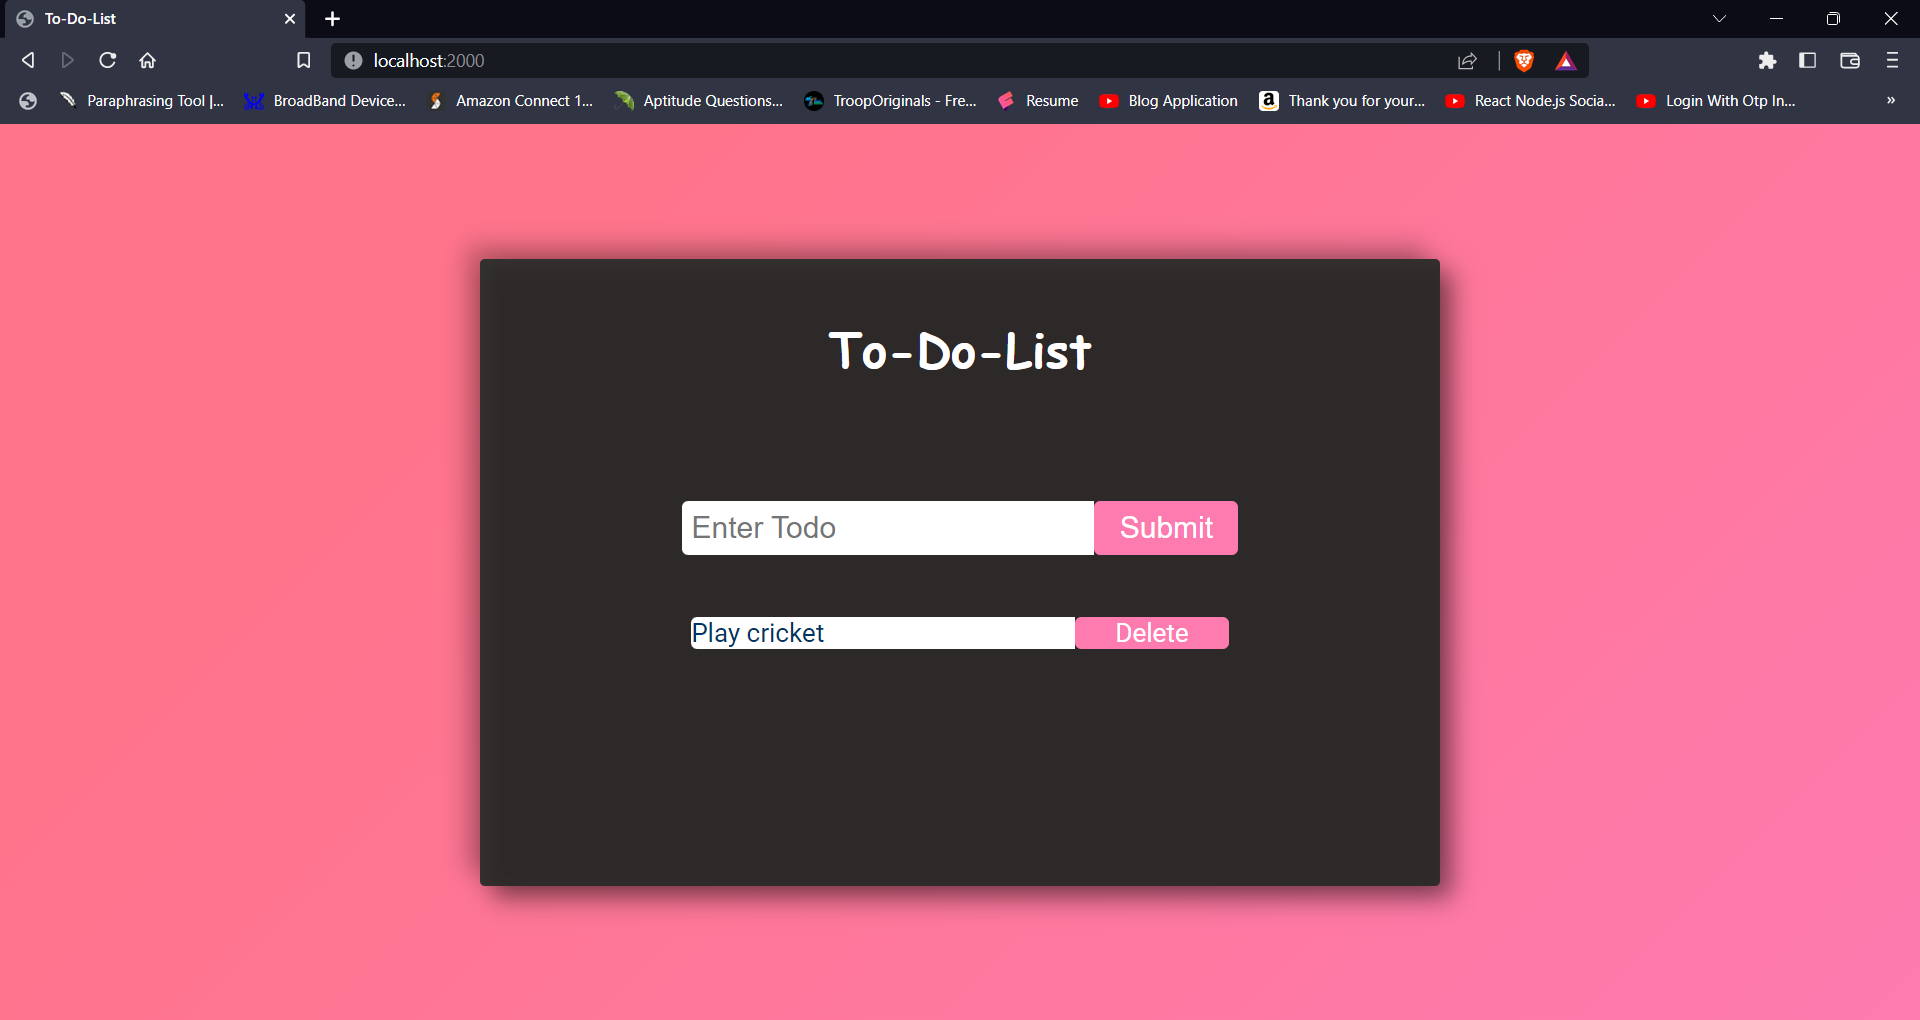 To-Do-List
localhost:2000
Paraphrasing Tool |... BroadBand Device... Amazon Connect 1... Aptitude Questions... TroopOriginals - Fre... Resume Blog Application Thank you for your... React Node.js Socia... Login With Otp In... »
To-Do-List
Enter Todo Submit
Play cricket Delete